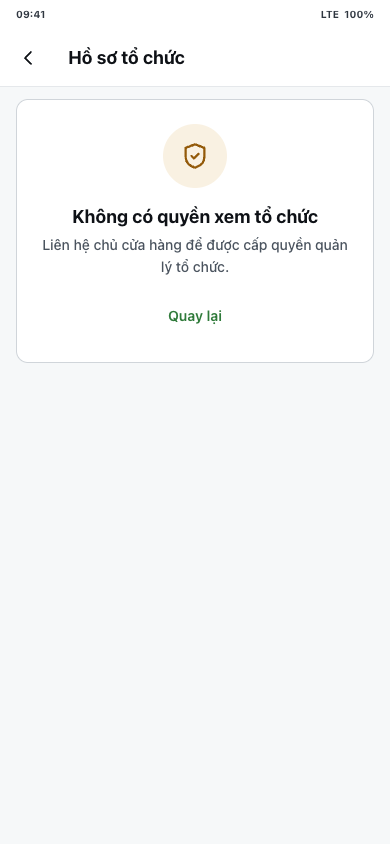 09:41
LTE 100%
Hồ sơ tổ chức
Không có quyền xem tổ chức
Liên hệ chủ cửa hàng để được cấp quyền quản
lý tổ chức.
Quay lại